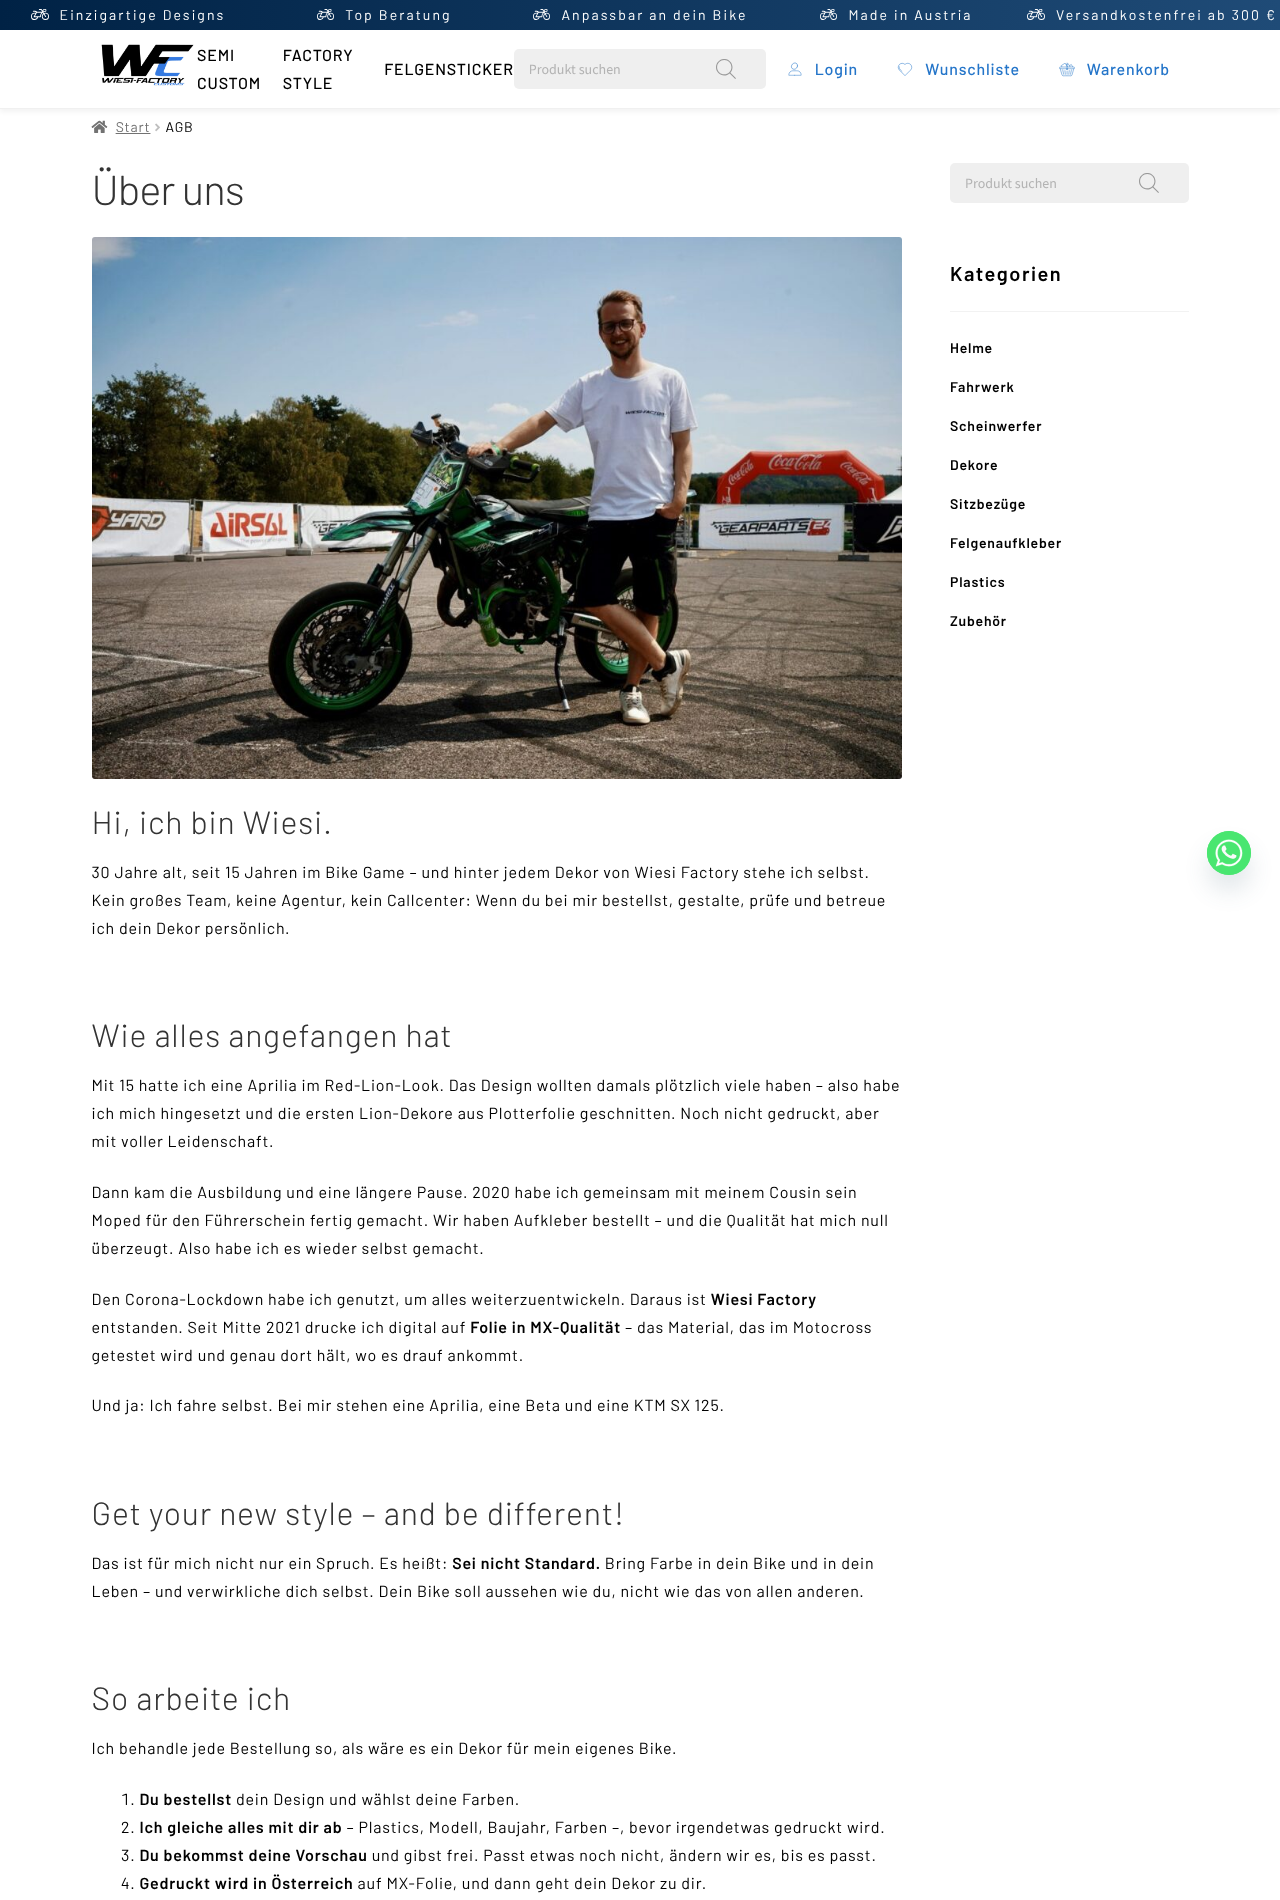 Einzigartige Designs Top Beratung Anpassbar an dein Bike Made in Austria Versandkostenfrei ab 300 €
WIESI-FACTORY
SEMI CUSTOM
FACTORY STYLE
FELGENSTICKER
Produkt suchen
Login
Wunschliste
Warenkorb
Start > AGB
Über uns
WIESI-FACTORY
Coca-Cola
YARD
AIRSAL
GEARPARTS24
Hi, ich bin Wiesi.
30 Jahre alt, seit 15 Jahren im Bike Game – und hinter jedem Dekor von Wiesi Factory stehe ich selbst.
Kein großes Team, keine Agentur, kein Callcenter: Wenn du bei mir bestellst, gestalte, prüfe und betreue
ich dein Dekor persönlich.
Wie alles angefangen hat
Mit 15 hatte ich eine Aprilia im Red-Lion-Look. Das Design wollten damals plötzlich viele haben – also habe
ich mich hingesetzt und die ersten Lion-Dekore aus Plotterfolie geschnitten. Noch nicht gedruckt, aber
mit voller Leidenschaft.
Dann kam die Ausbildung und eine längere Pause. 2020 habe ich gemeinsam mit meinem Cousin sein
Moped für den Führerschein fertig gemacht. Wir haben Aufkleber bestellt – und die Qualität hat mich null
überzeugt. Also habe ich es wieder selbst gemacht.
Den Corona-Lockdown habe ich genutzt, um alles weiterzuentwickeln. Daraus ist Wiesi Factory
entstanden. Seit Mitte 2021 drucke ich digital auf Folie in MX-Qualität – das Material, das im Motocross
getestet wird und genau dort hält, wo es drauf ankommt.
Und ja: Ich fahre selbst. Bei mir stehen eine Aprilia, eine Beta und eine KTM SX 125.
Get your new style – and be different!
Das ist für mich nicht nur ein Spruch. Es heißt: Sei nicht Standard. Bring Farbe in dein Bike und in dein
Leben – und verwirkliche dich selbst. Dein Bike soll aussehen wie du, nicht wie das von allen anderen.
So arbeite ich
Ich behandle jede Bestellung so, als wäre es ein Dekor für mein eigenes Bike.
1. Du bestellst dein Design und wählst deine Farben.
2. Ich gleiche alles mit dir ab – Plastics, Modell, Baujahr, Farben –, bevor irgendetwas gedruckt wird.
3. Du bekommst deine Vorschau und gibst frei. Passt etwas noch nicht, ändern wir es, bis es passt.
4. Gedruckt wird in Österreich auf MX-Folie, und dann geht dein Dekor zu dir.
Produkt suchen
Kategorien
Helme
Fahrwerk
Scheinwerfer
Dekore
Sitzbezüge
Felgenaufkleber
Plastics
Zubehör